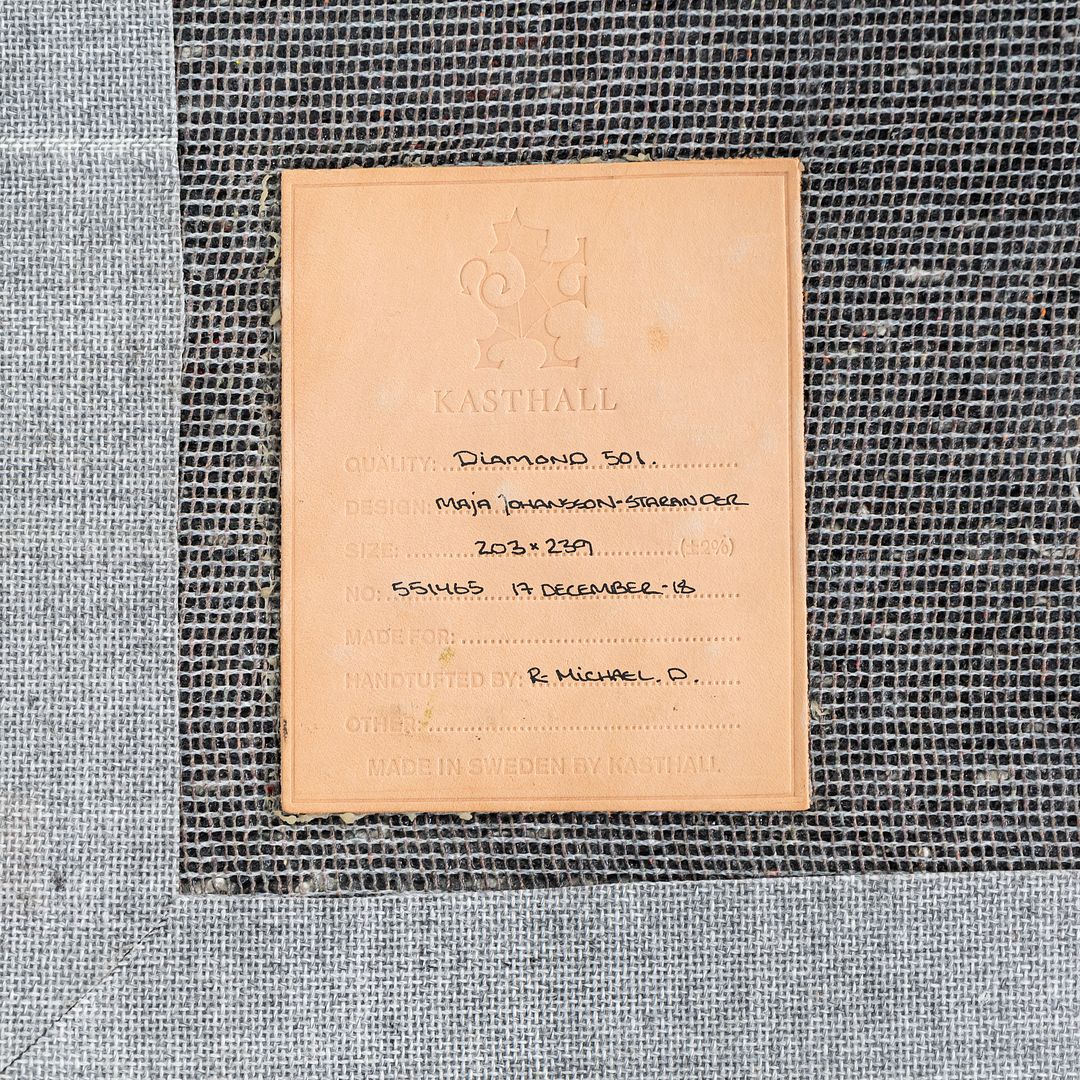 KASTHALL
QUALITY: DIAMOND 501.
DESIGN: MAJA JOHANSSON-STARANDER
SIZE: 203 x 239 (±2%)
NO: 551465 17 DECEMBER -18
MADE FOR:
HANDTUFTED BY: R- MICHAEL. D.
OTHER:
MADE IN SWEDEN BY KASTHALL